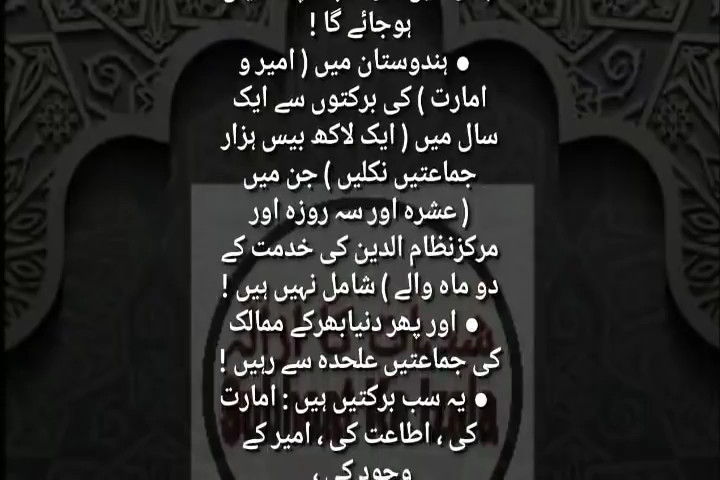 ہوجائے گا !
● ہندوستان میں ( امیر و
امارت ) کی برکتوں سے ایک
سال میں ( ایک لاکھ بیس ہزار
جماعتیں نکلیں ) جن میں
( عشرہ اور سہ روزہ اور
مرکزنظام الدین کی خدمت کے
دو ماہ والے ) شامل نہیں ہیں !
● اور پھر دنیابھرکے ممالک
کی جماعتیں علحدہ سے رہیں !
● یہ سب برکتیں ہیں : امارت
کی ، اطاعت کی ، امیر کے
وجود کی ،